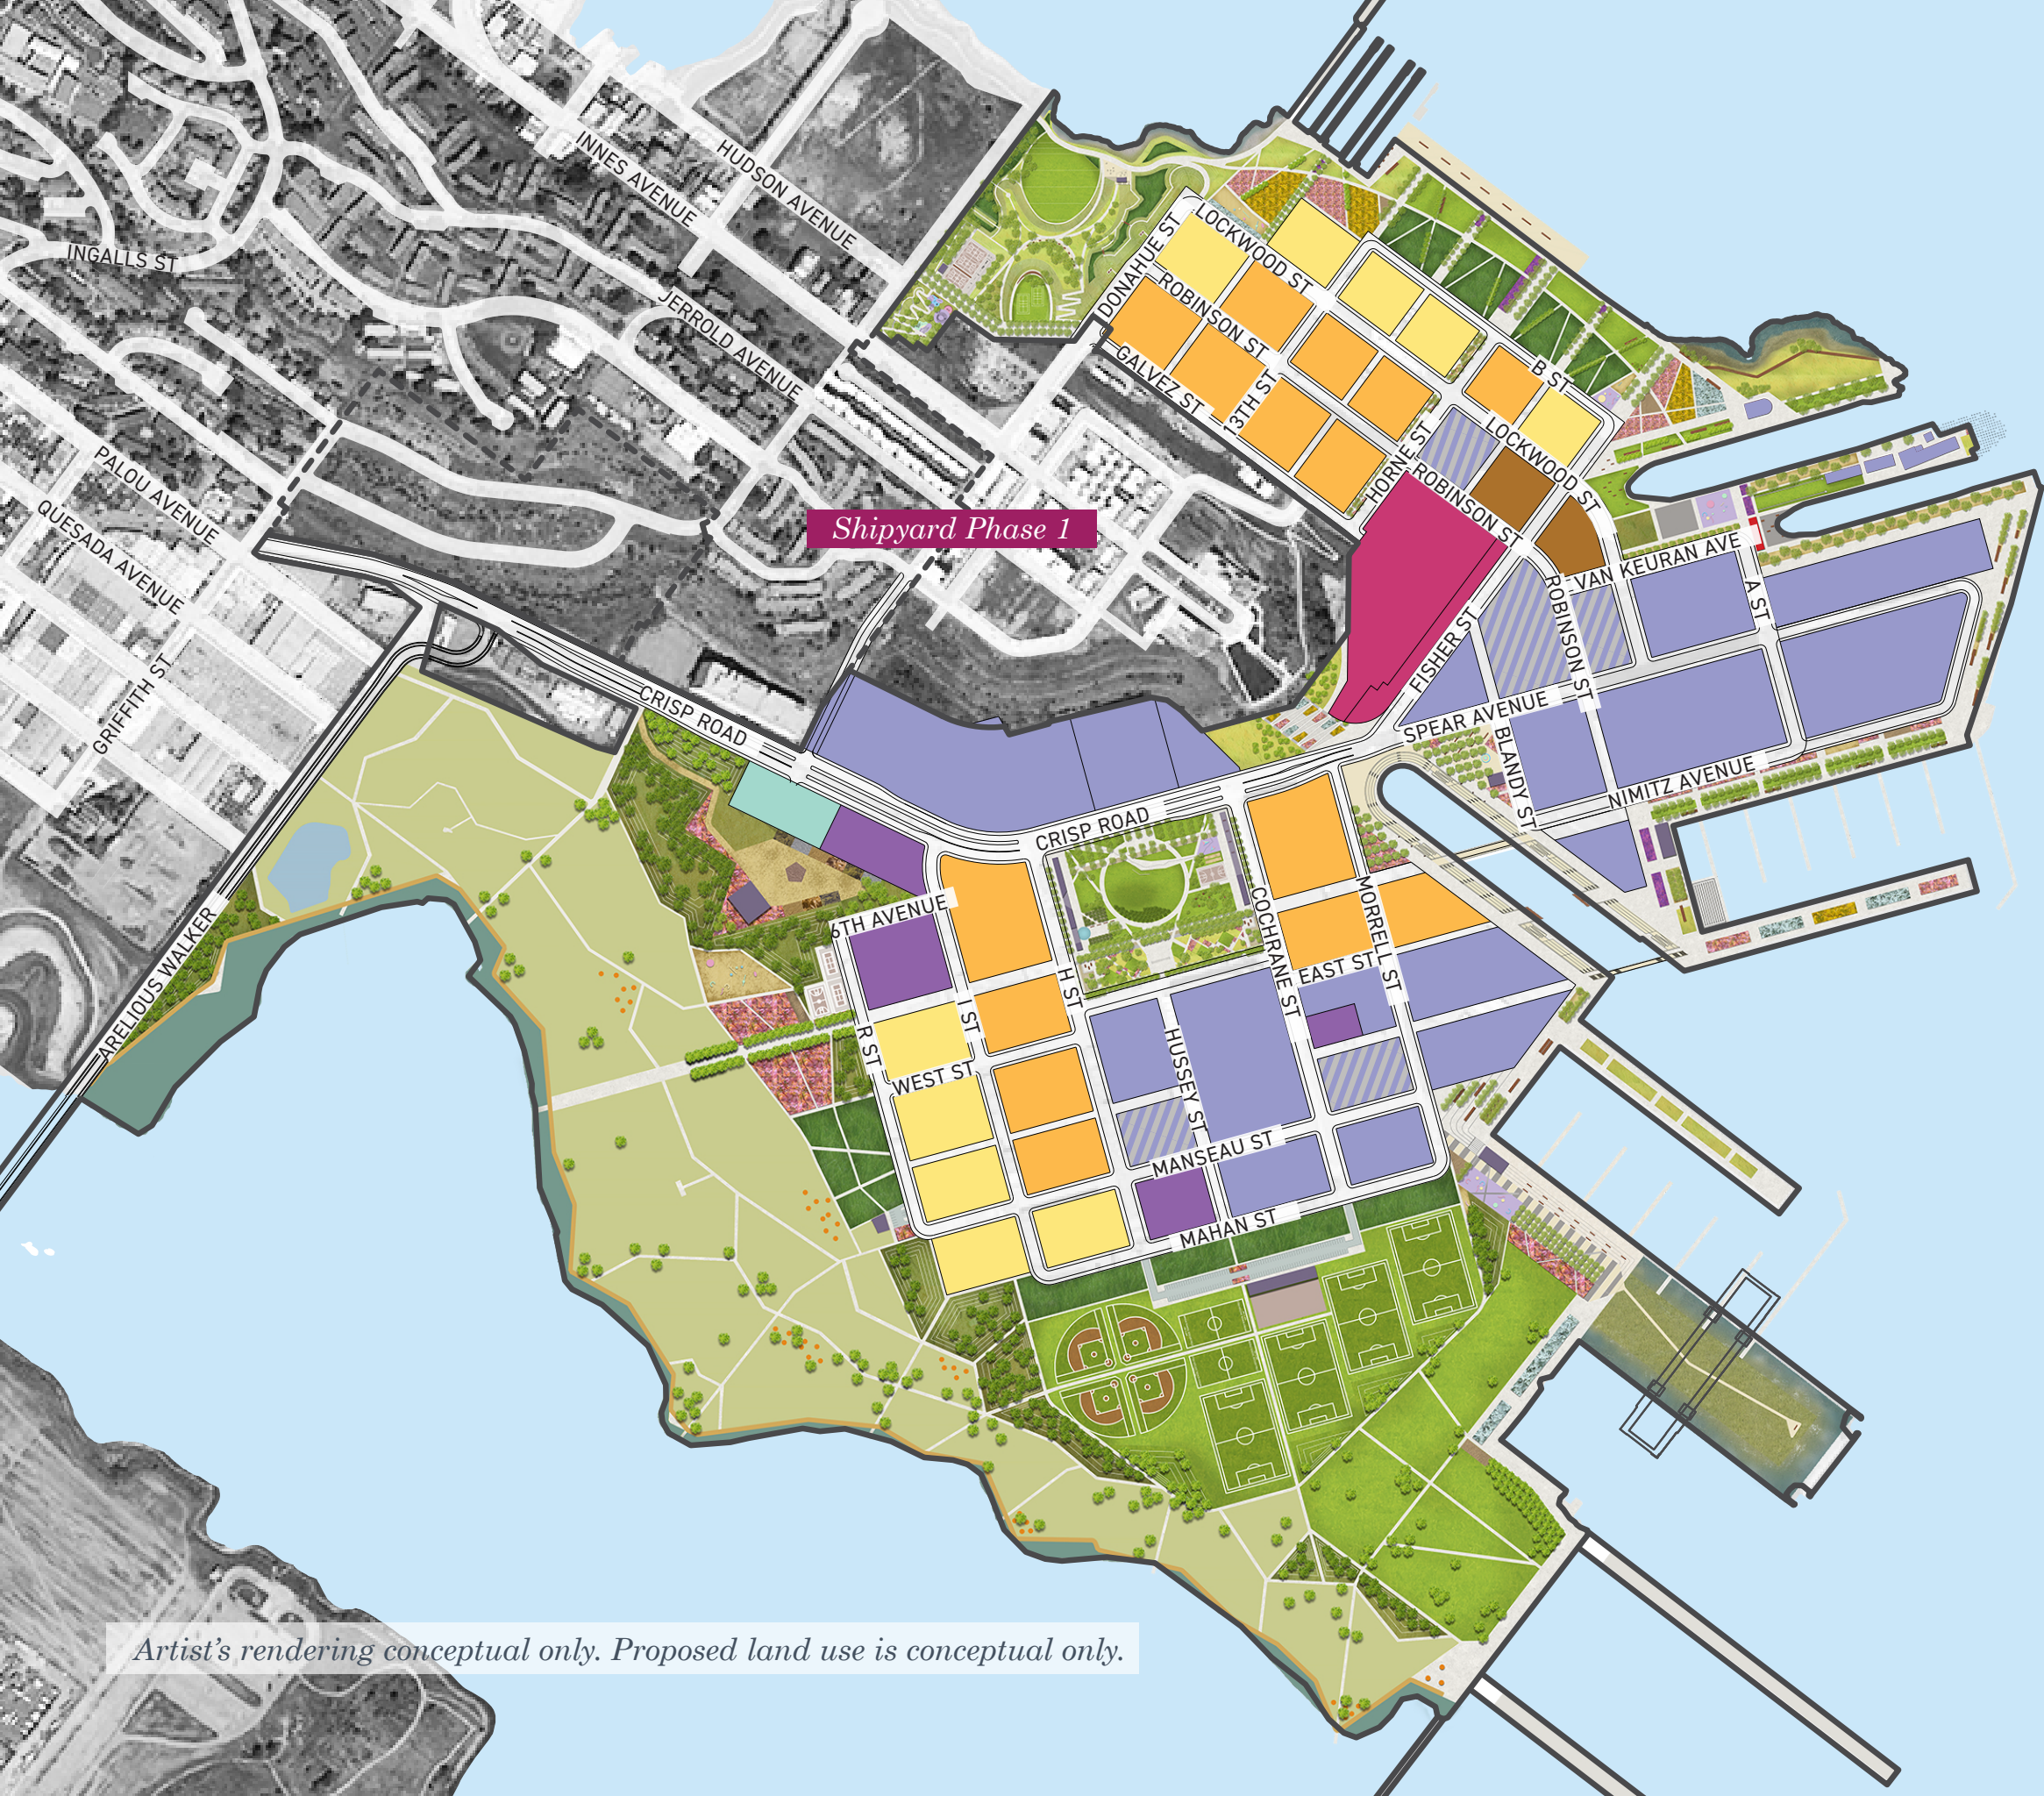 INNES AVENUE
HUDSON AVENUE
INGALLS ST
JERROLD AVENUE
LOCKWOOD ST
DONAHUE ST
ROBINSON ST
GALVEZ ST
13TH ST
B ST
HORNE ST
LOCKWOOD ST
ROBINSON ST
PALOU AVENUE
QUESADA AVENUE
GRIFFITH ST
Shipyard Phase 1
VAN KEURAN AVE
ROBINSON ST
A ST
FISHER ST
SPEAR AVENUE
BLANDY ST
NIMITZ AVENUE
CRISP ROAD
CRISP ROAD
ARELIOUS WALKER
6TH AVENUE
COCHRANE ST
MORRELL ST
EAST ST
H ST
I ST
R ST
WEST ST
HUSSEY ST
MANSEAU ST
MAHAN ST
Artist's rendering conceptual only. Proposed land use is conceptual only.